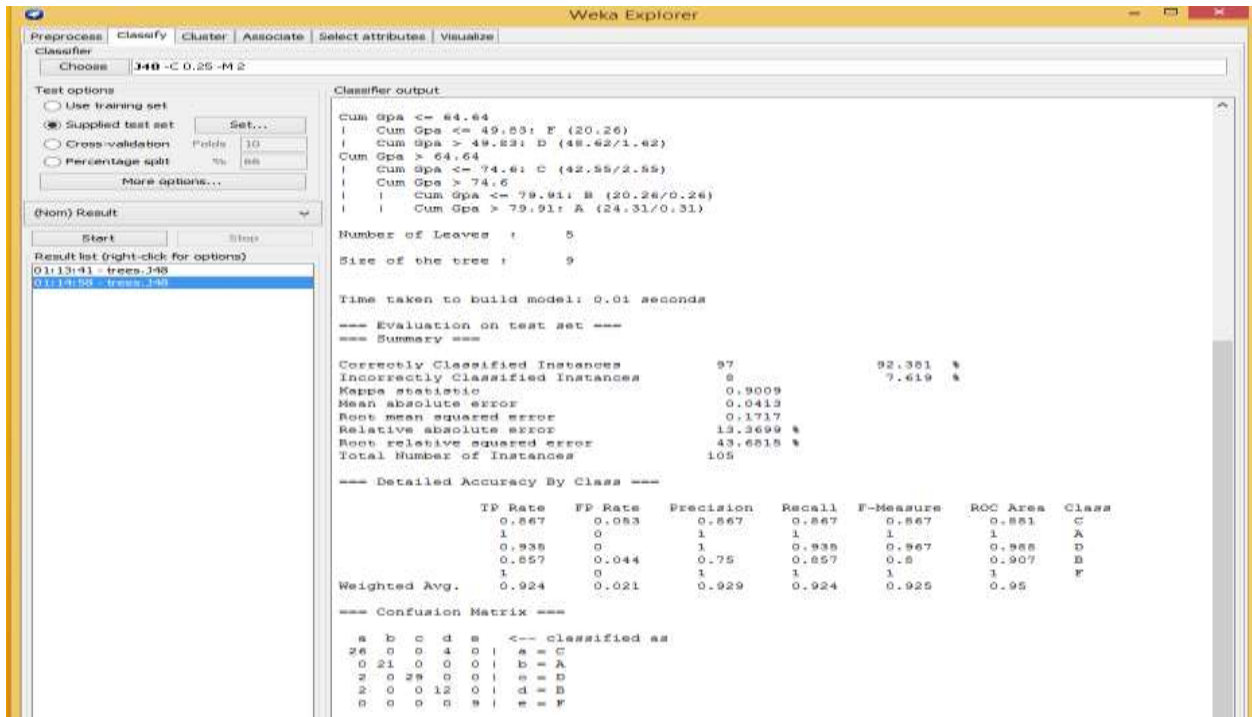 Weka Explorer
Preprocess Classify Cluster Associate Select attributes Visualize
Classifier
Choose J48 -C 0.25 -M 2
Test options
Use training set
Supplied test set Set...
Cross-validation Folds 10
Percentage split % 66
More options...
(Nom) Result
Start Stop
Result list (right-click for options)
01:13:41 - trees.J48
01:14:58 - trees.J48
Classifier output
Cum Gpa <= 64.64
| Cum Gpa <= 49.83: F (20.26)
| Cum Gpa > 49.83: D (48.62/1.62)
Cum Gpa > 64.64
| Cum Gpa <= 74.6: C (42.55/2.55)
| Cum Gpa > 74.6
| | Cum Gpa <= 79.91: B (20.26/0.26)
| | Cum Gpa > 79.91: A (24.31/0.31)
Number of Leaves : 5
Size of the tree : 9
Time taken to build model: 0.01 seconds
=== Evaluation on test set ===
=== Summary ===
Correctly Classified Instances 97 92.381 %
Incorrectly Classified Instances 8 7.619 %
Kappa statistic 0.9009
Mean absolute error 0.0413
Root mean squared error 0.1717
Relative absolute error 13.3699 %
Root relative squared error 43.6815 %
Total Number of Instances 105
=== Detailed Accuracy By Class ===
TP Rate FP Rate Precision Recall F-Measure ROC Area Class
0.867 0.053 0.867 0.867 0.867 0.881 C
1 0 1 1 1 1 A
0.935 0 1 0.935 0.967 0.988 D
0.857 0.044 0.75 0.857 0.8 0.907 B
1 0 1 1 1 1 F
Weighted Avg. 0.924 0.021 0.929 0.924 0.925 0.95
=== Confusion Matrix ===
a b c d e <-- classified as
26 0 0 4 0 | a = C
0 21 0 0 0 | b = A
2 0 29 0 0 | c = D
2 0 0 12 0 | d = B
0 0 0 0 9 | e = F